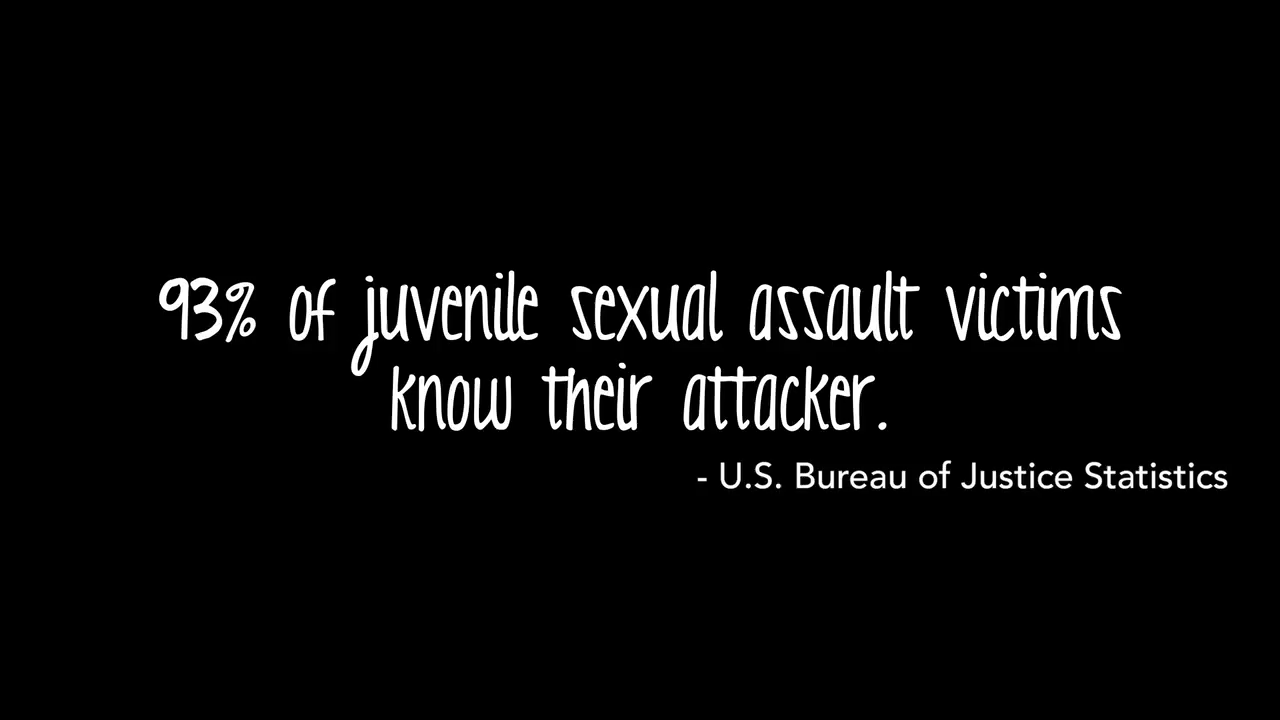 93% of juvenile sexual assault victims
know their attacker.
- U.S. Bureau of Justice Statistics